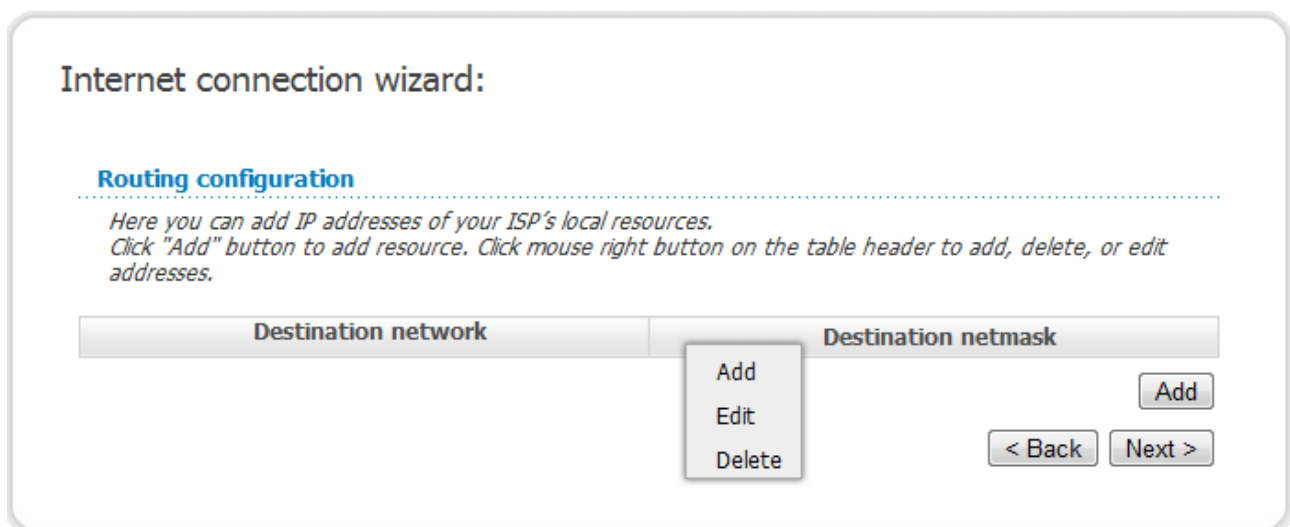 Internet connection wizard:
Routing configuration
Here you can add IP addresses of your ISP's local resources.
Click "Add" button to add resource. Click mouse right button on the table header to add, delete, or edit
addresses.
Destination network Destination netmask
Add
Edit
Delete
Add
< Back Next >